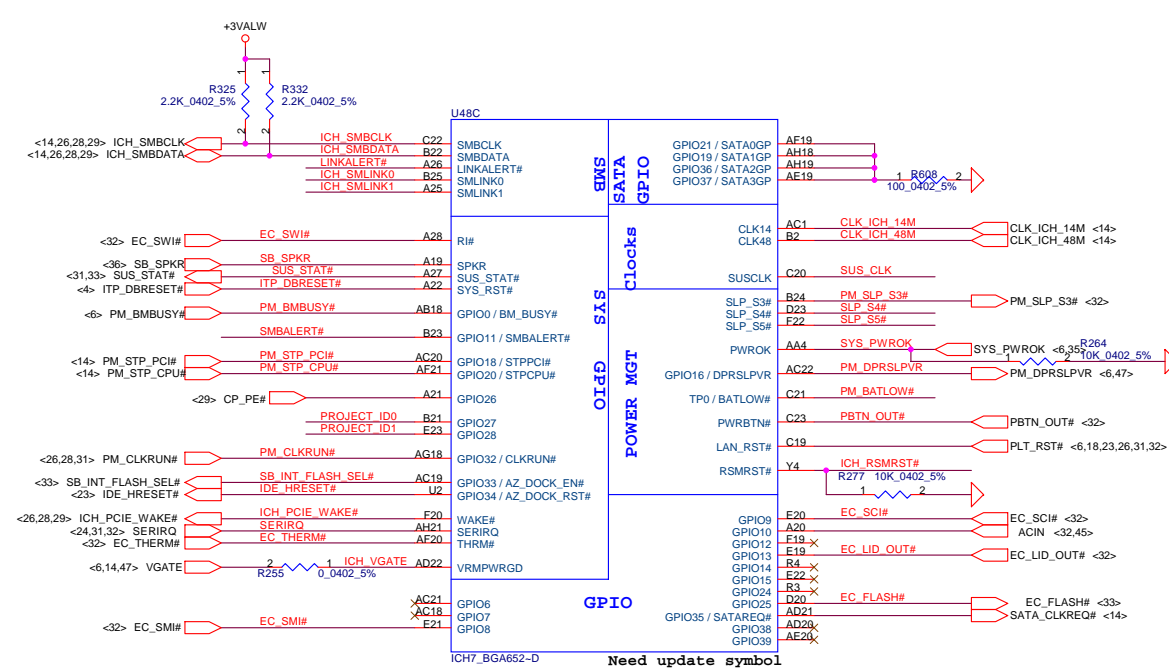 +3VALW
R325
2.2K_0402_5%
R332
2.2K_0402_5%
1
1
2
2
U48C
<14,26,28,29> ICH_SMBCLK
ICH_SMBCLK
C22
SMBCLK
<14,26,28,29> ICH_SMBDATA
ICH_SMBDATA
B22
SMBDATA
LINKALERT#
A26
LINKALERT#
ICH_SMLINK0
B25
SMLINK0
ICH_SMLINK1
A25
SMLINK1
<32> EC_SWI#
EC_SWI#
A28
RI#
<36> SB_SPKR
SB_SPKR
A19
SPKR
<31,33> SUS_STAT#
SUS_STAT#
A27
SUS_STAT#
<4> ITP_DBRESET#
ITP_DBRESET#
A22
SYS_RST#
<6> PM_BMBUSY#
PM_BMBUSY#
AB18
GPIO0 / BM_BUSY#
SMBALERT#
B23
GPIO11 / SMBALERT#
<14> PM_STP_PCI#
PM_STP_PCI#
AC20
GPIO18 / STPPCI#
<14> PM_STP_CPU#
PM_STP_CPU#
AF21
GPIO20 / STPCPU#
<29> CP_PE#
A21
GPIO26
PROJECT_ID0
B21
GPIO27
PROJECT_ID1
E23
GPIO28
<26,28,31> PM_CLKRUN#
PM_CLKRUN#
AG18
GPIO32 / CLKRUN#
<33> SB_INT_FLASH_SEL#
SB_INT_FLASH_SEL#
AC19
GPIO33 / AZ_DOCK_EN#
<23> IDE_HRESET#
IDE_HRESET#
U2
GPIO34 / AZ_DOCK_RST#
<26,28,29> ICH_PCIE_WAKE#
ICH_PCIE_WAKE#
F20
WAKE#
<24,31,32> SERIRQ
SERIRQ
AH21
SERIRQ
<32> EC_THERM#
EC_THERM#
AF20
THRM#
<6,14,47> VGATE
2
1
R255
0_0402_5%
ICH_VGATE
AD22
VRMPWRGD
AC21
GPIO6
AC18
GPIO7
<32> EC_SMI#
EC_SMI#
E21
GPIO8
SMB
SATA
GPIO
Clocks
SYS
GPIO
POWER MGT
GPIO
GPIO21 / SATA0GP
AF19
GPIO19 / SATA1GP
AH18
GPIO36 / SATA2GP
AH19
GPIO37 / SATA3GP
AE19
1
R608
2
100_0402_5%
CLK14
AC1
CLK_ICH_14M
CLK_ICH_14M <14>
CLK48
B2
CLK_ICH_48M
CLK_ICH_48M <14>
SUSCLK
C20
SUS_CLK
SLP_S3#
B24
PM_SLP_S3#
PM_SLP_S3# <32>
SLP_S4#
D23
SLP_S4#
SLP_S5#
F22
SLP_S5#
PWROK
AA4
SYS_PWROK
SYS_PWROK <6,35>
R264
1
2
10K_0402_5%
GPIO16 / DPRSLPVR
AC22
PM_DPRSLPVR
PM_DPRSLPVR <6,47>
TP0 / BATLOW#
C21
PM_BATLOW#
PWRBTN#
C23
PBTN_OUT#
PBTN_OUT# <32>
LAN_RST#
C19
PLT_RST# <6,18,23,26,31,32>
RSMRST#
Y4
ICH_RSMRST#
R277
10K_0402_5%
1
2
GPIO9
E20
EC_SCI#
EC_SCI# <32>
GPIO10
A20
ACIN <32,45>
GPIO12
F19
GPIO13
E19
EC_LID_OUT#
EC_LID_OUT# <32>
GPIO14
R4
GPIO15
E22
GPIO24
R3
GPIO25
D20
EC_FLASH#
EC_FLASH# <33>
GPIO35 / SATAREQ#
AD21
SATA_CLKREQ# <14>
GPIO38
AD20
GPIO39
AE20
ICH7_BGA652~D
Need update symbol